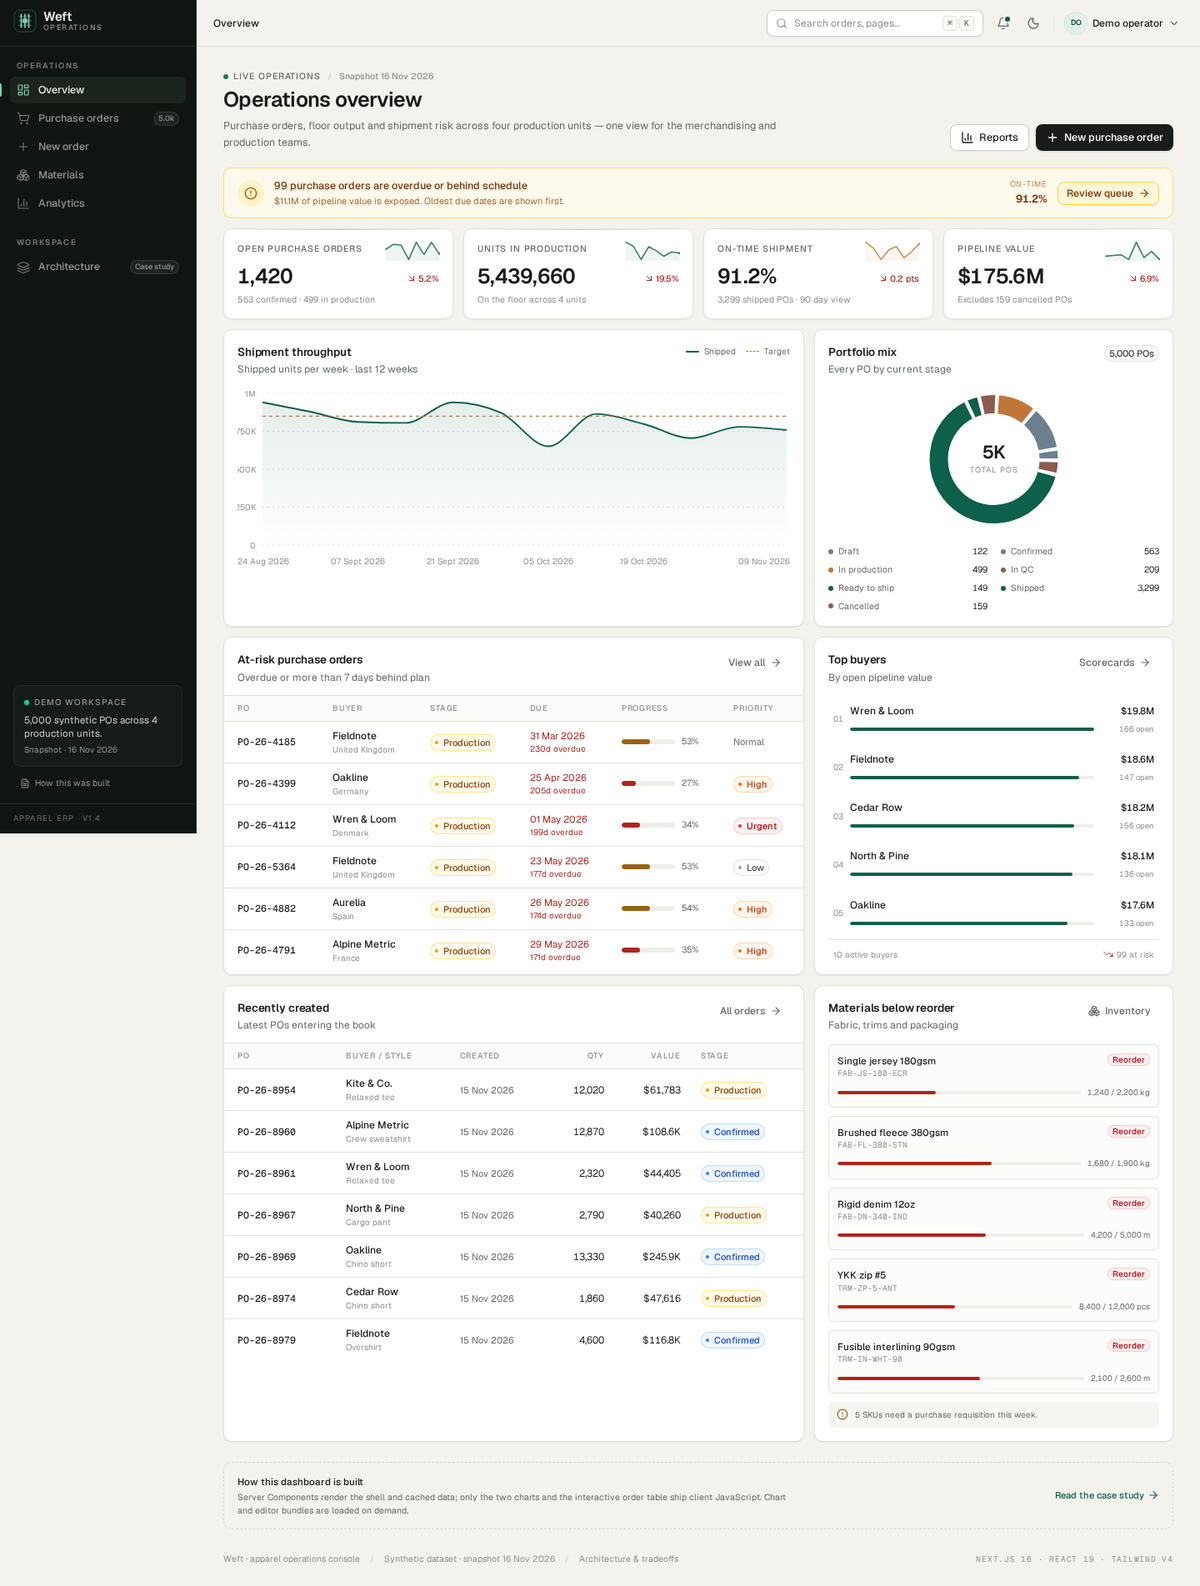 Weft
OPERATIONS
Overview
Search orders, pages...
⌘ K
DO
Demo operator
OPERATIONS
Overview
Purchase orders 5.0k
New order
Materials
Analytics
WORKSPACE
Architecture Case study
DEMO WORKSPACE
5,000 synthetic POs across 4
production units.
Snapshot · 16 Nov 2026
How this was built
APPAREL ERP · V1.4
LIVE OPERATIONS / Snapshot 16 Nov 2026
Operations overview
Purchase orders, floor output and shipment risk across four production units — one view for the merchandising and
production teams.
Reports
New purchase order
99 purchase orders are overdue or behind schedule
$11.1M of pipeline value is exposed. Oldest due dates are shown first.
ON-TIME
91.2%
Review queue
OPEN PURCHASE ORDERS
1,420
5.2%
563 confirmed · 499 in production
UNITS IN PRODUCTION
5,439,660
19.5%
On the floor across 4 units
ON-TIME SHIPMENT
91.2%
0.2 pts
3,299 shipped POs · 90 day view
PIPELINE VALUE
$175.6M
6.9%
Excludes 159 cancelled POs
Shipment throughput
Shipped units per week · last 12 weeks
Shipped Target
1M
750K
500K
250K
0
24 Aug 2026 07 Sept 2026 21 Sept 2026 05 Oct 2026 19 Oct 2026 09 Nov 2026
Portfolio mix
Every PO by current stage
5,000 POs
5K
TOTAL POS
Draft 122 Confirmed 563
In production 499 In QC 209
Ready to ship 149 Shipped 3,299
Cancelled 159
At-risk purchase orders
Overdue or more than 7 days behind plan
View all
PO BUYER STAGE DUE PROGRESS PRIORITY
PO-26-4185 Fieldnote United Kingdom Production 31 Mar 2026 230d overdue 53% Normal
PO-26-4399 Oakline Germany Production 25 Apr 2026 205d overdue 27% High
PO-26-4112 Wren & Loom Denmark Production 01 May 2026 199d overdue 34% Urgent
PO-26-5364 Fieldnote United Kingdom Production 23 May 2026 177d overdue 53% Low
PO-26-4882 Aurelia Spain Production 26 May 2026 174d overdue 54% High
PO-26-4791 Alpine Metric France Production 29 May 2026 171d overdue 35% High
Top buyers
By open pipeline value
Scorecards
01 Wren & Loom $19.8M 166 open
02 Fieldnote $18.6M 147 open
03 Cedar Row $18.2M 156 open
04 North & Pine $18.1M 136 open
05 Oakline $17.6M 133 open
10 active buyers 99 at risk
Recently created
Latest POs entering the book
All orders
PO BUYER / STYLE CREATED QTY VALUE STAGE
PO-26-8954 Kite & Co. Relaxed tee 15 Nov 2026 12,020 $61,783 Production
PO-26-8960 Alpine Metric Crew sweatshirt 15 Nov 2026 12,870 $108.6K Confirmed
PO-26-8961 Wren & Loom Relaxed tee 15 Nov 2026 2,320 $44,405 Confirmed
PO-26-8967 North & Pine Cargo pant 15 Nov 2026 2,790 $40,260 Production
PO-26-8969 Oakline Chino short 15 Nov 2026 13,330 $245.9K Confirmed
PO-26-8974 Cedar Row Chino short 15 Nov 2026 1,860 $47,616 Production
PO-26-8979 Fieldnote Overshirt 15 Nov 2026 4,600 $116.8K Confirmed
Materials below reorder
Fabric, trims and packaging
Inventory
Single jersey 180gsm Reorder
FAB-JS-180-ECR
1,240 / 2,200 kg
Brushed fleece 380gsm Reorder
FAB-FL-380-STN
1,680 / 1,900 kg
Rigid denim 12oz Reorder
FAB-DN-340-IND
4,200 / 5,000 m
YKK zip #5 Reorder
TRM-ZP-5-ANT
8,400 / 12,000 pcs
Fusible interlining 90gsm Reorder
TRM-IN-WHT-90
2,100 / 2,600 m
5 SKUs need a purchase requisition this week.
How this dashboard is built
Server Components render the shell and cached data; only the two charts and the interactive order table ship client JavaScript. Chart
and editor bundles are loaded on demand.
Read the case study
Weft · apparel operations console / Synthetic dataset · snapshot 16 Nov 2026 / Architecture & tradeoffs
NEXT.JS 16 · REACT 19 · TAILWIND V4